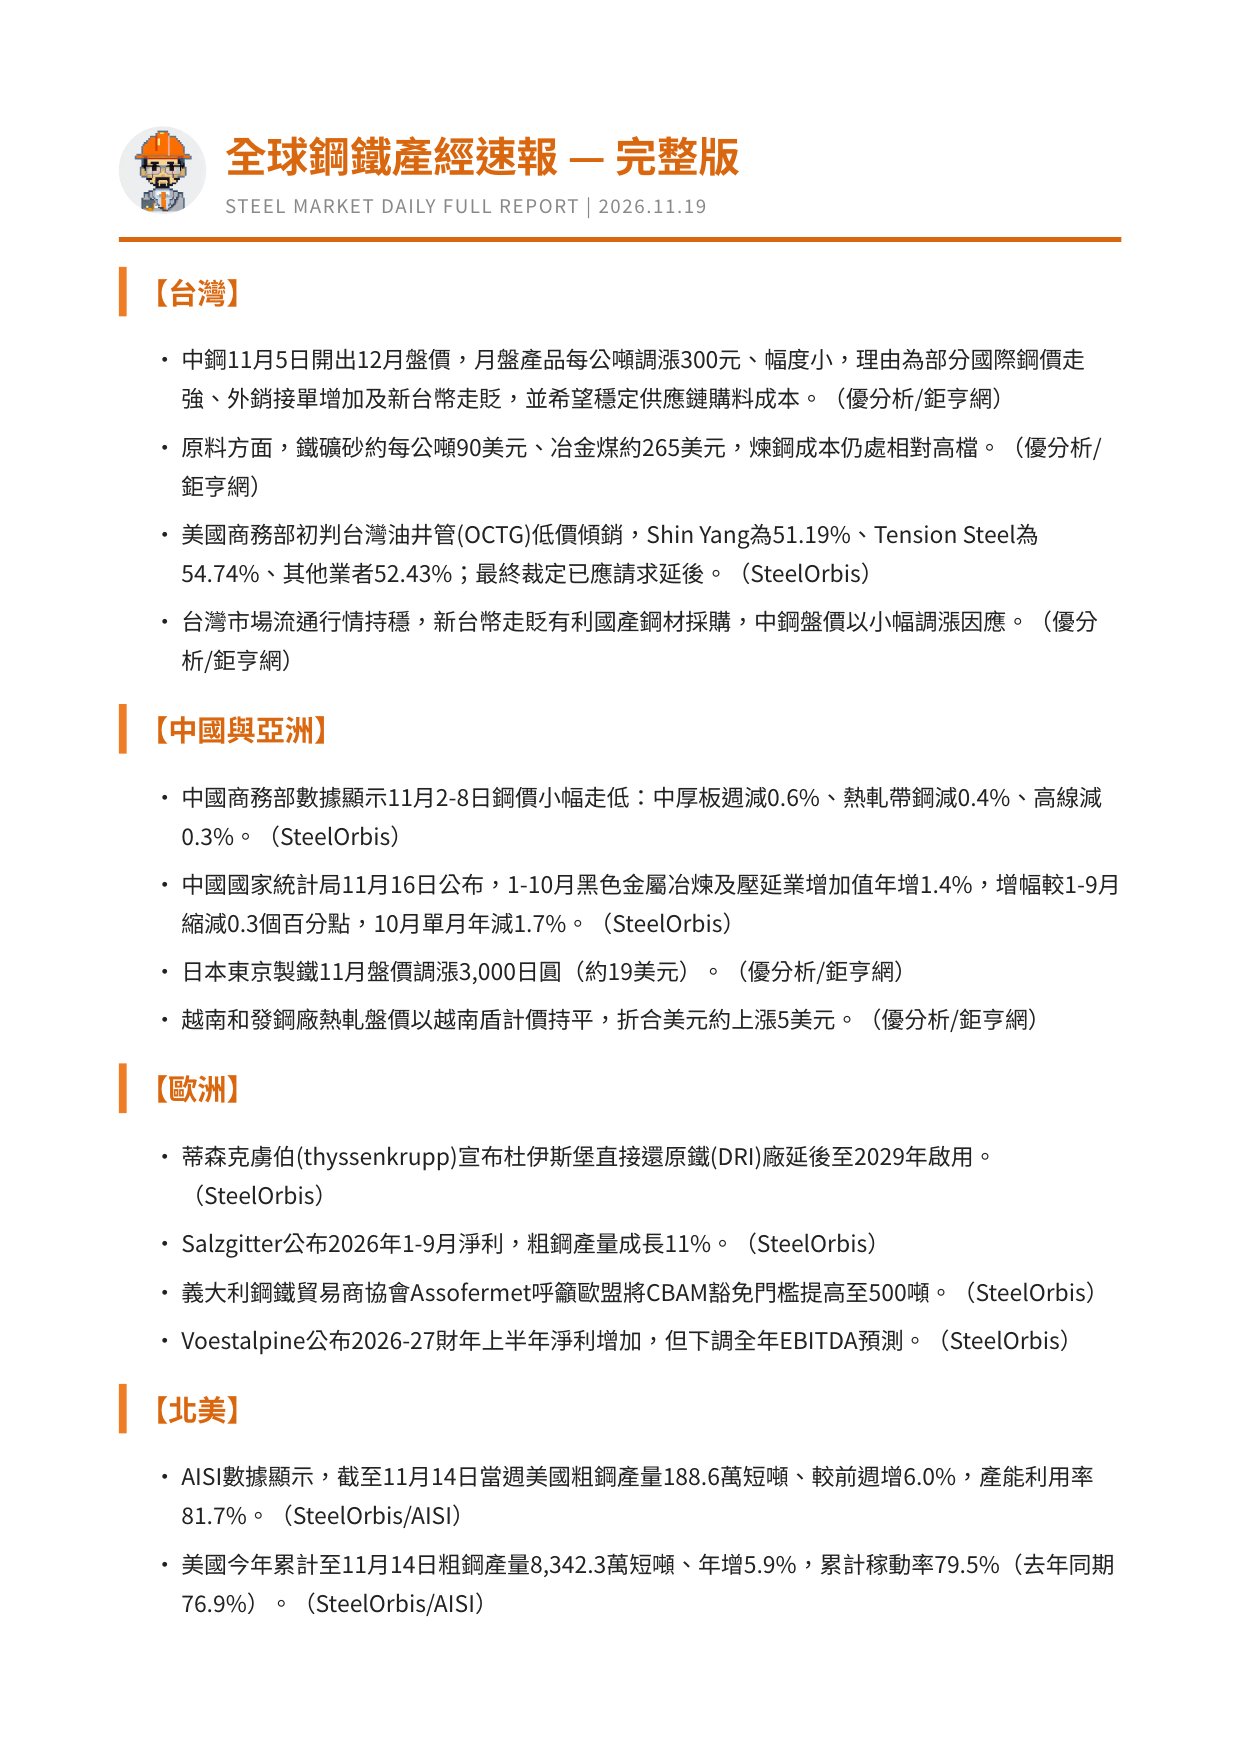 全球鋼鐵產經速報 — 完整版
STEEL MARKET DAILY FULL REPORT | 2026.11.19
【台灣】
• 中鋼11月5日開出12月盤價，月盤產品每公噸調漲300元、幅度小，理由為部分國際鋼價走
強、外銷接單增加及新台幣走貶，並希望穩定供應鏈購料成本。（優分析/鉅亨網）
• 原料方面，鐵礦砂約每公噸90美元、冶金煤約265美元，煉鋼成本仍處相對高檔。（優分析/
鉅亨網）
• 美國商務部初判台灣油井管(OCTG)低價傾銷，Shin Yang為51.19%、Tension Steel為
54.74%、其他業者52.43%；最終裁定已應請求延後。（SteelOrbis）
• 台灣市場流通行情持穩，新台幣走貶有利國產鋼材採購，中鋼盤價以小幅調漲因應。（優分
析/鉅亨網）
【中國與亞洲】
• 中國商務部數據顯示11月2-8日鋼價小幅走低：中厚板週減0.6%、熱軋帶鋼減0.4%、高線減
0.3%。（SteelOrbis）
• 中國國家統計局11月16日公布，1-10月黑色金屬冶煉及壓延業增加值年增1.4%，增幅較1-9月
縮減0.3個百分點，10月單月年減1.7%。（SteelOrbis）
• 日本東京製鐵11月盤價調漲3,000日圓（約19美元）。（優分析/鉅亨網）
• 越南和發鋼廠熱軋盤價以越南盾計價持平，折合美元約上漲5美元。（優分析/鉅亨網）
【歐洲】
• 蒂森克虜伯(thyssenkrupp)宣布杜伊斯堡直接還原鐵(DRI)廠延後至2029年啟用。
（SteelOrbis）
• Salzgitter公布2026年1-9月淨利，粗鋼產量成長11%。（SteelOrbis）
• 義大利鋼鐵貿易商協會Assofermet呼籲歐盟將CBAM豁免門檻提高至500噸。（SteelOrbis）
• Voestalpine公布2026-27財年上半年淨利增加，但下調全年EBITDA預測。（SteelOrbis）
【北美】
• AISI數據顯示，截至11月14日當週美國粗鋼產量188.6萬短噸、較前週增6.0%，產能利用率
81.7%。（SteelOrbis/AISI）
• 美國今年累計至11月14日粗鋼產量8,342.3萬短噸、年增5.9%，累計稼動率79.5%（去年同期
76.9%）。（SteelOrbis/AISI）